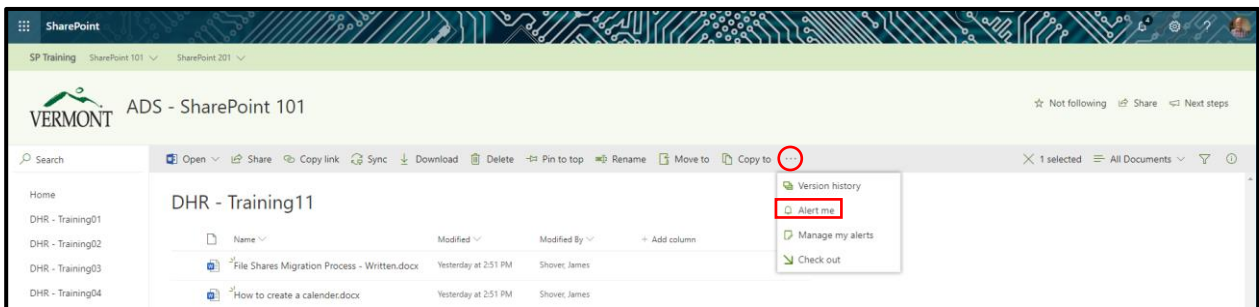 SharePoint
SP Training SharePoint 101 SharePoint 201
VERMONT ADS - SharePoint 101 Not following Share Next steps
Search Open Share Copy link Sync Download Delete Pin to top Rename Move to Copy to ... 1 selected All Documents
Home
DHR - Training01
DHR - Training02
DHR - Training03
DHR - Training04
DHR - Training11
Name Modified Modified By + Add column
File Shares Migration Process - Written.docx Yesterday at 2:51 PM Shover, James
How to create a calender.docx Yesterday at 2:51 PM Shover, James
Version history
Alert me
Manage my alerts
Check out